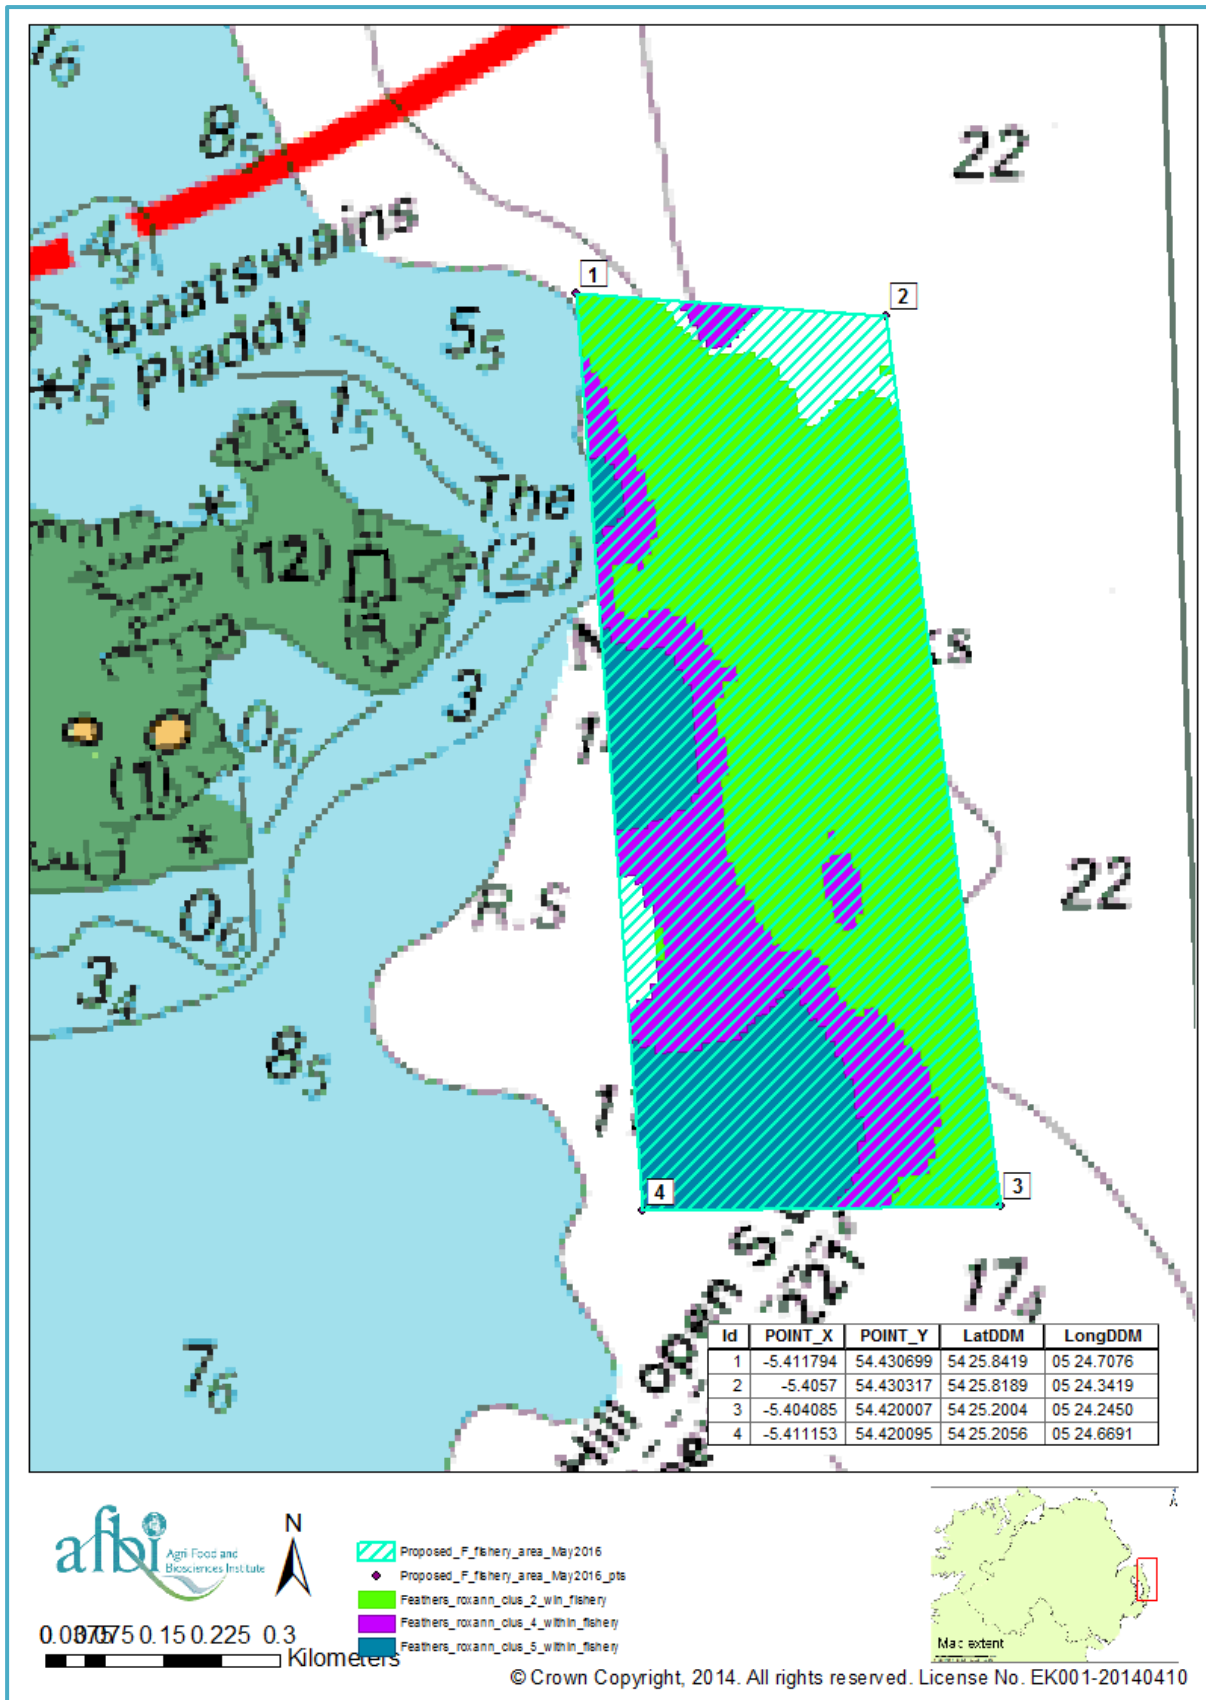 22
8₅
4₉
Boatswains
Pladdy
5₅
1₅
1₅
1
2
The
(2₁)
(12)
3
0₆
(1)
22
R.S
0₆
3₄
8₅
4
3
17₄
7₆
open
Id POINT_X POINT_Y LatDDM LongDDM
1 -5.411794 54.430699 54 25.8419 05 24.7076
2 -5.4057 54.430317 54 25.8189 05 24.3419
3 -5.404085 54.420007 54 25.2004 05 24.2450
4 -5.411153 54.420095 54 25.2056 05 24.6691
afbi Agri-Food and
Biosciences Institute
N
Proposed_F_fishery_area_May2016
Proposed_F_fishery_area_May2016_pts
Feathers_roxann_clus_2_win_fishery
Feathers_roxann_clus_4_within_fishery
Feathers_roxann_clus_5_within_fishery
0.15 0.225 0.3
Kilometers
Map extent
© Crown Copyright, 2014. All rights reserved. License No. EK001-20140410